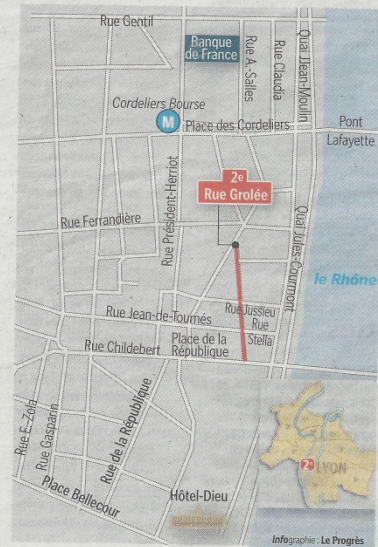 Rue Gentil
Banque
de France
Rue A.-Salles
Rue Claudia
Quai JJean-Moulin
Cordeliers Bourse
M
Place des Cordeliers
Pont
Lafayette
2e
Rue Grolée
Rue Président-Herriot
Rue Ferrandière
Quai Jules-Courmont
le Rhône
Rue Jean-de-Tournes
Rue Jussieu
Rue
Stella
Place de la
République
Rue Childebert
Rue E.-Zola
Rue Gasparin
Rue de la République
Place Bellecour
Hôtel-Dieu
2e
LYON
Infographie : Le Progrès